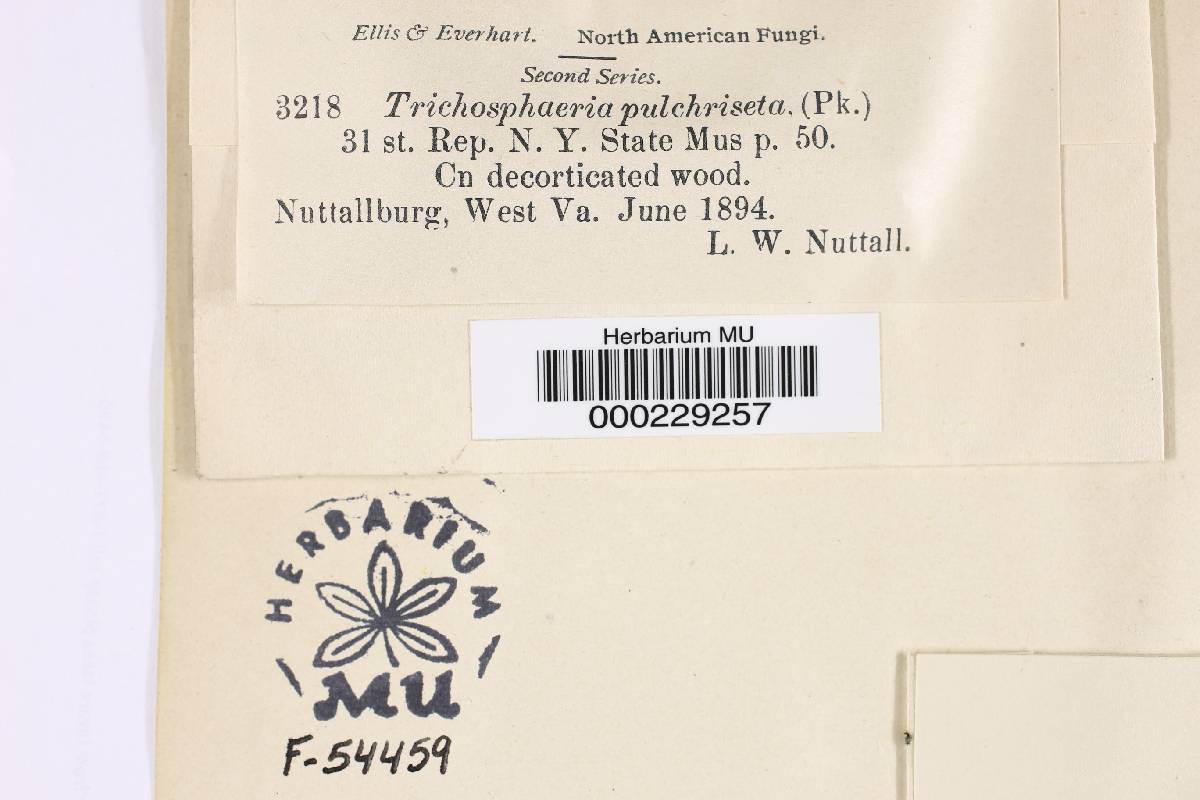 Ellis & Everhart. North American Fungi.
Second Series.
3218 Trichosphaeria pulchriseta. (Pk.)
31 st. Rep. N. Y. State Mus p. 50.
Cn decorticated wood.
Nuttallburg, West Va. June 1894.
L. W. Nuttall.
Herbarium MU
000229257
HERBARIUM
MU
F-54459